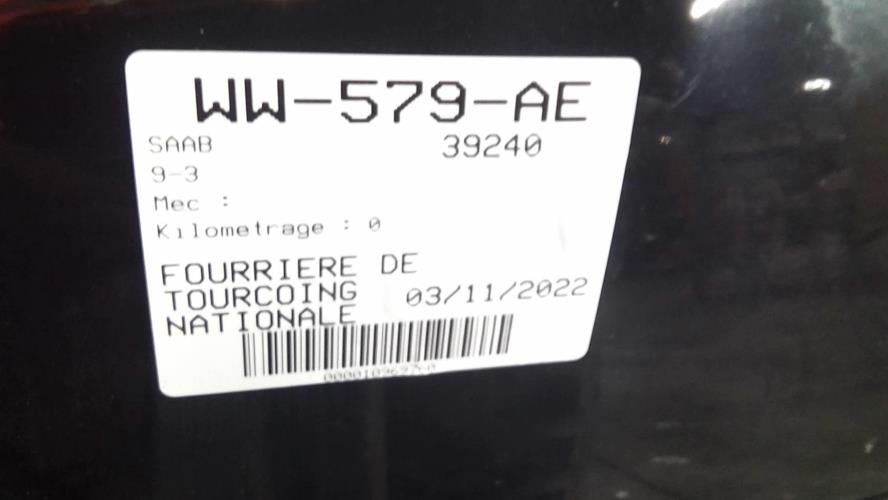 WW-579-AE
SAAB 39240
9-3
Mec :
Kilometrage : 0
FOURRIERE DE
TOURCOING 03/11/2022
NATIONALE